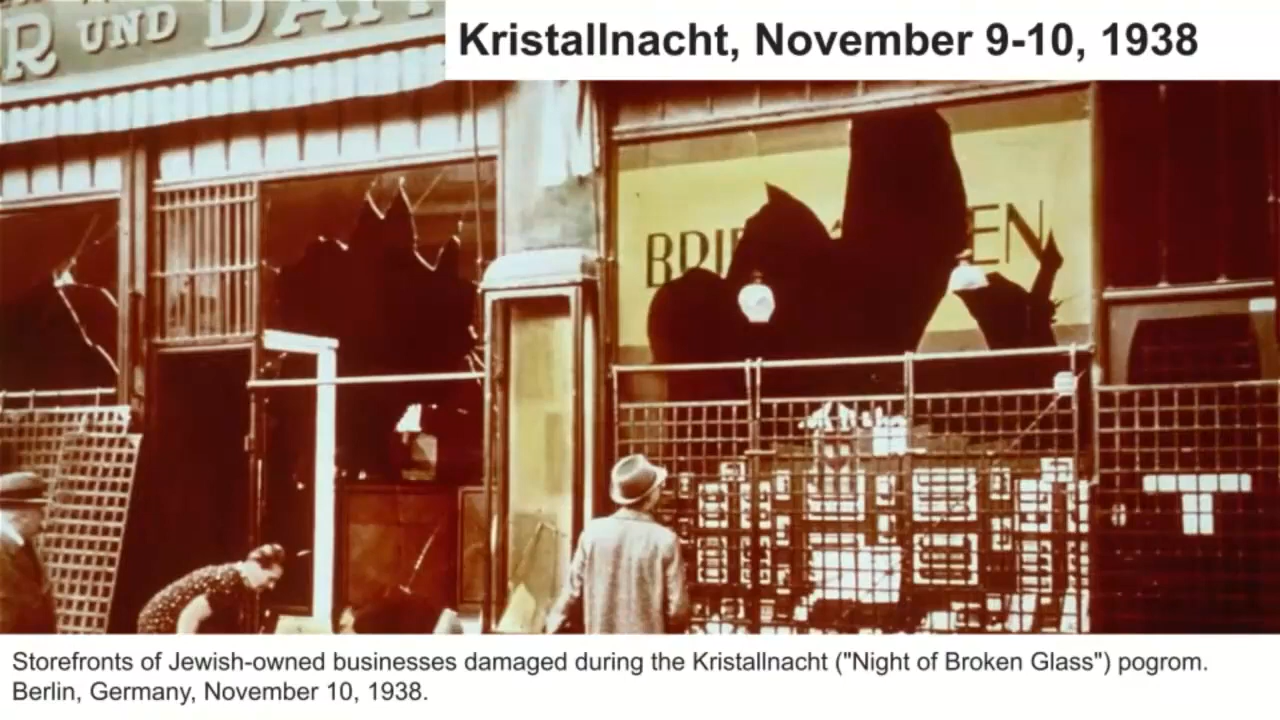 Kristallnacht, November 9-10, 1938
UND
Storefronts of Jewish-owned businesses damaged during the Kristallnacht ("Night of Broken Glass") pogrom.
Berlin, Germany, November 10, 1938.